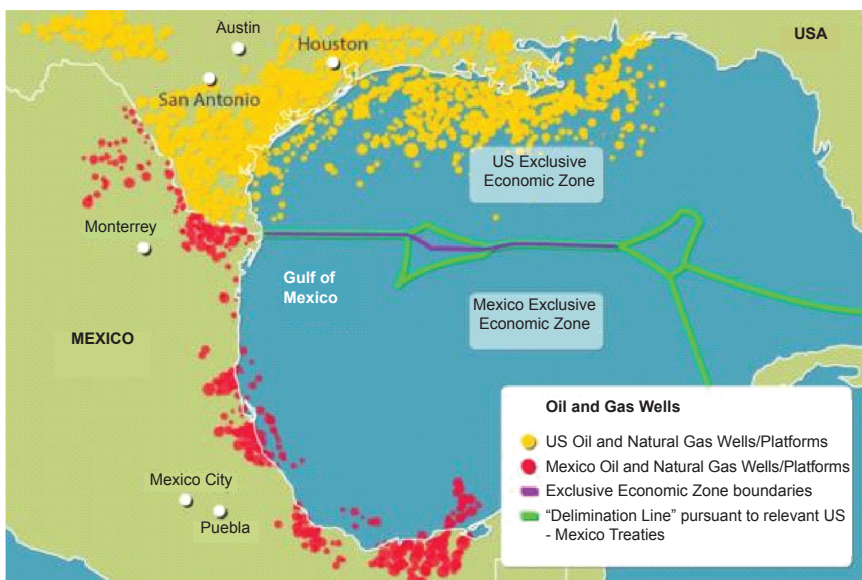 Austin
USA
Houston
San Antonio
US Exclusive
Economic Zone
Monterrey
Gulf of
Mexico
Mexico Exclusive
Economic Zone
MEXICO
Oil and Gas Wells
US Oil and Natural Gas Wells/Platforms
Mexico Oil and Natural Gas Wells/Platforms
Exclusive Economic Zone boundaries
“Delimination Line” pursuant to relevant US
- Mexico Treaties
Mexico City
Puebla